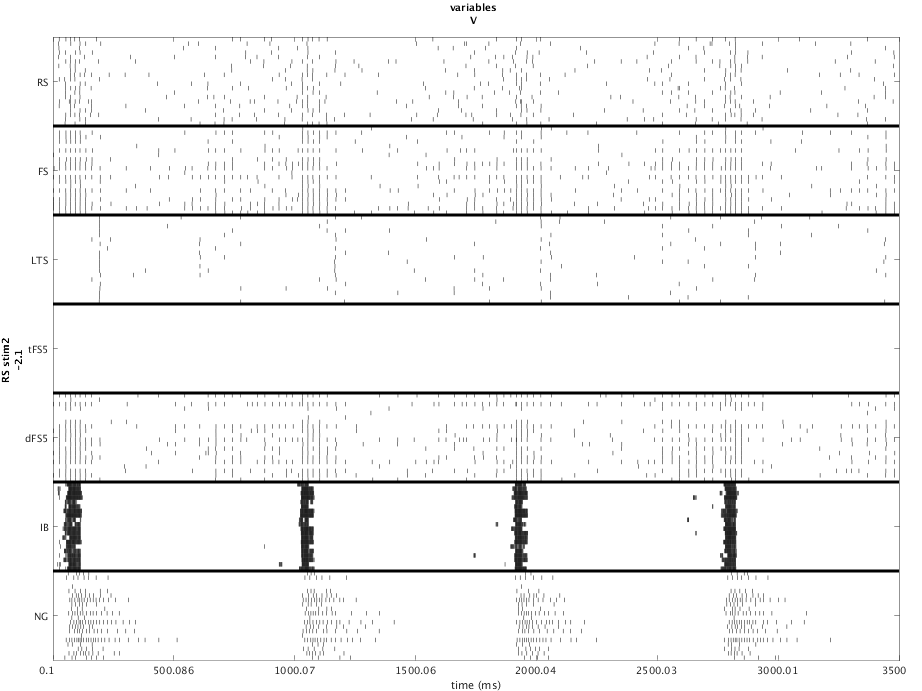 variables
V
RS
FS
LTS
tFS5
RS stim2
-2.1
dFS5
IB
NG
0.1 500.086 1000.07 1500.06 2000.04 2500.03 3000.01 3500
time (ms)